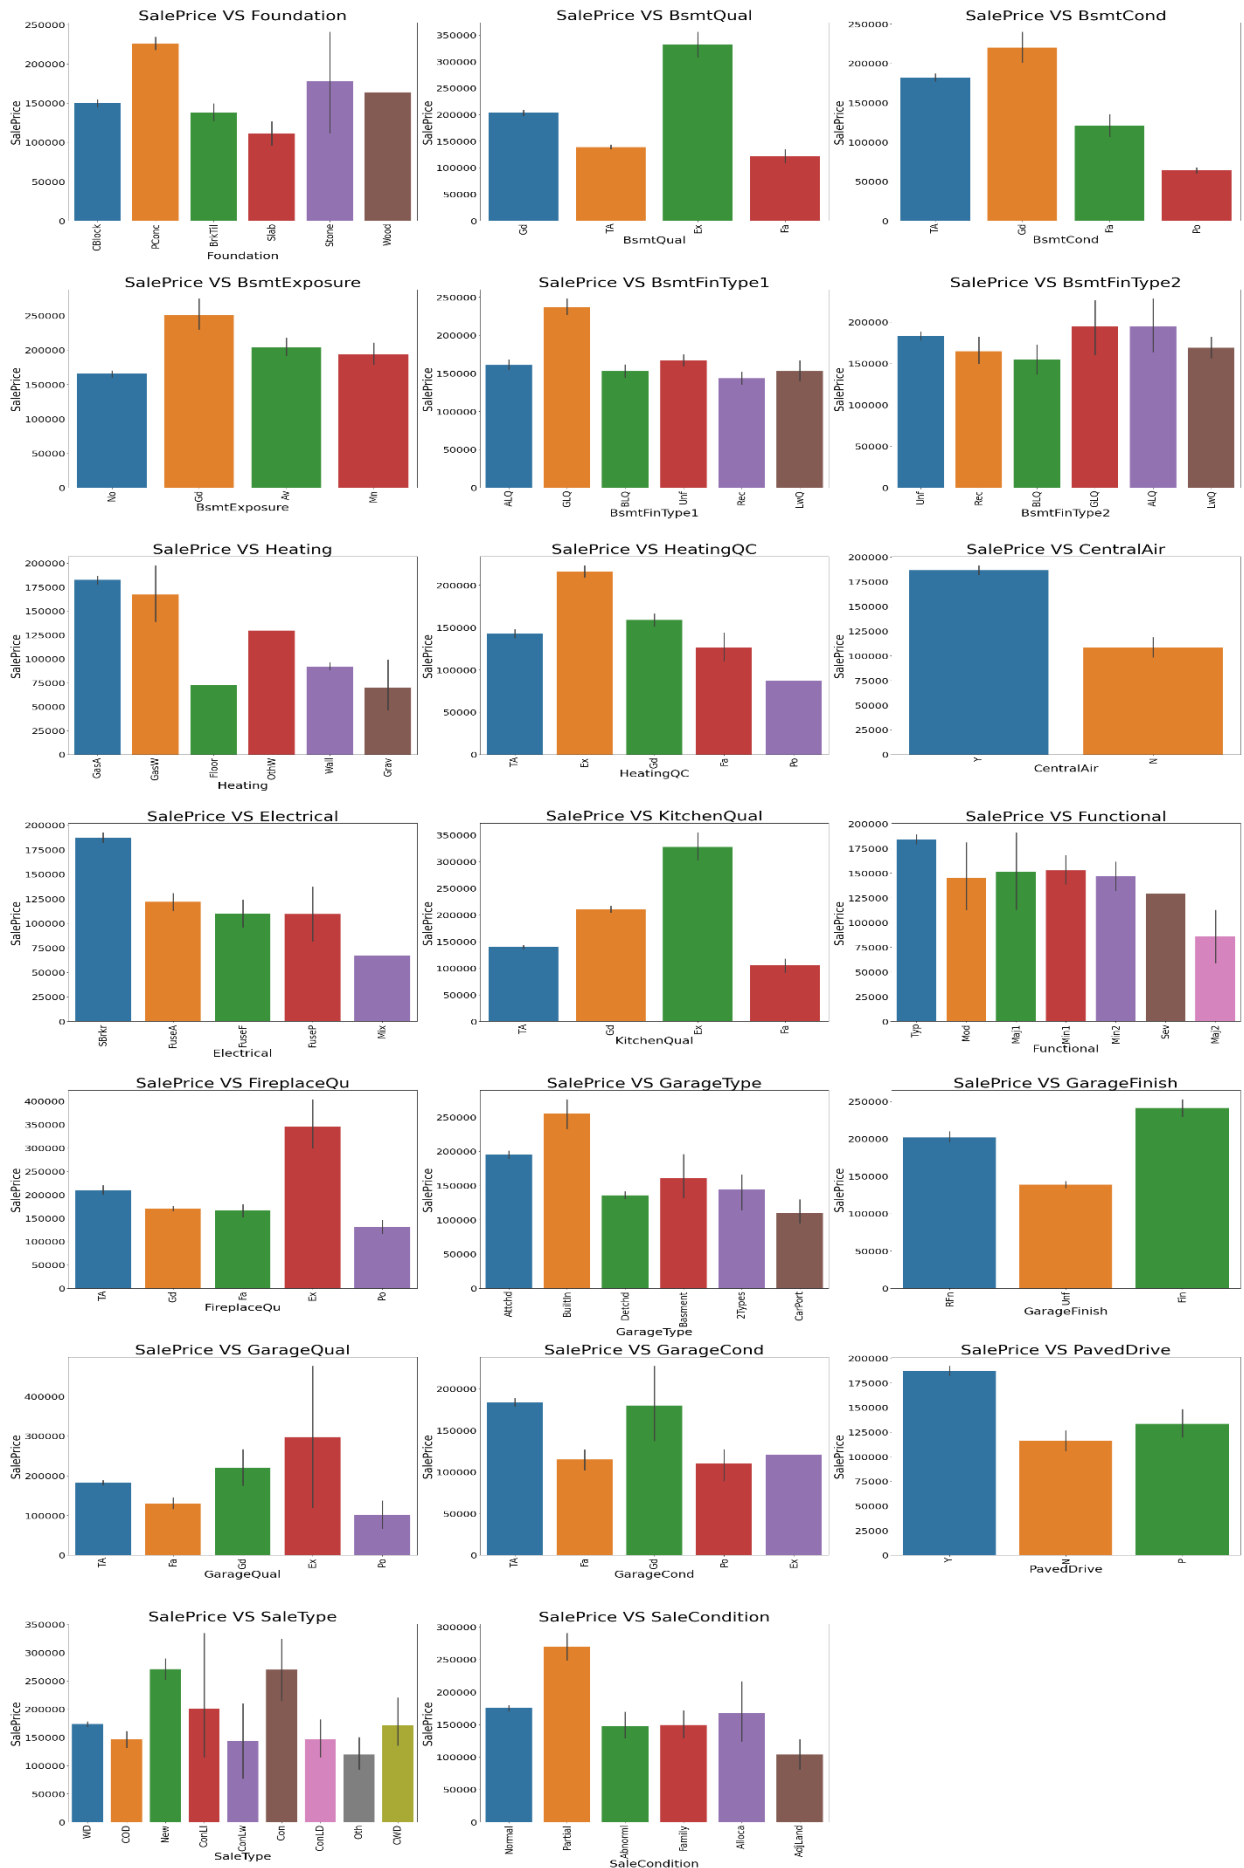 SalePrice VS Foundation
250000
200000
150000
100000
50000
0
SalePrice
CBlock
PConc
BrkTil
Slab
Stone
Wood
Foundation
SalePrice VS BsmtQual
350000
300000
250000
200000
150000
100000
50000
0
SalePrice
Gd
TA
Ex
Fa
BsmtQual
SalePrice VS BsmtCond
250000
200000
150000
100000
50000
0
SalePrice
TA
Gd
Fa
Po
BsmtCond
SalePrice VS BsmtExposure
250000
200000
150000
100000
50000
0
SalePrice
No
Gd
Av
Mn
BsmtExposure
SalePrice VS BsmtFinType1
250000
200000
150000
100000
50000
0
SalePrice
ALQ
GLQ
BLQ
Unf
Rec
LwQ
BsmtFinType1
SalePrice VS BsmtFinType2
200000
150000
100000
50000
0
SalePrice
Unf
Rec
BLQ
GLQ
ALQ
LwQ
BsmtFinType2
SalePrice VS Heating
200000
175000
150000
125000
100000
75000
50000
25000
0
SalePrice
GasA
GasW
Floor
OthW
Wall
Grav
Heating
SalePrice VS HeatingQC
200000
150000
100000
50000
0
SalePrice
TA
Ex
Gd
Fa
Po
HeatingQC
SalePrice VS CentralAir
200000
175000
150000
125000
100000
75000
50000
25000
0
SalePrice
Y
N
CentralAir
SalePrice VS Electrical
200000
175000
150000
125000
100000
75000
50000
25000
0
SalePrice
SBrkr
FuseA
FuseF
FuseP
Mix
Electrical
SalePrice VS KitchenQual
350000
300000
250000
200000
150000
100000
50000
0
SalePrice
TA
Gd
Ex
Fa
KitchenQual
SalePrice VS Functional
200000
175000
150000
125000
100000
75000
50000
25000
0
SalePrice
Typ
Mod
Maj1
Min1
Min2
Sev
Maj2
Functional
SalePrice VS FireplaceQu
400000
350000
300000
250000
200000
150000
100000
50000
0
SalePrice
TA
Gd
Fa
Ex
Po
FireplaceQu
SalePrice VS GarageType
250000
200000
150000
100000
50000
0
SalePrice
Attchd
BuiltIn
Detchd
Basment
2Types
CarPort
GarageType
SalePrice VS GarageFinish
250000
200000
150000
100000
50000
0
SalePrice
RFn
Unf
Fin
GarageFinish
SalePrice VS GarageQual
400000
300000
200000
100000
0
SalePrice
TA
Fa
Gd
Ex
Po
GarageQual
SalePrice VS GarageCond
200000
150000
100000
50000
0
SalePrice
TA
Fa
Gd
Po
Ex
GarageCond
SalePrice VS PavedDrive
200000
175000
150000
125000
100000
75000
50000
25000
0
SalePrice
Y
N
P
PavedDrive
SalePrice VS SaleType
350000
300000
250000
200000
150000
100000
50000
0
SalePrice
WD
COD
New
ConLI
ConLw
Con
ConLD
Oth
CWD
SaleType
SalePrice VS SaleCondition
300000
250000
200000
150000
100000
50000
0
SalePrice
Normal
Partial
Abnorml
Family
Alloca
AdjLand
SaleCondition